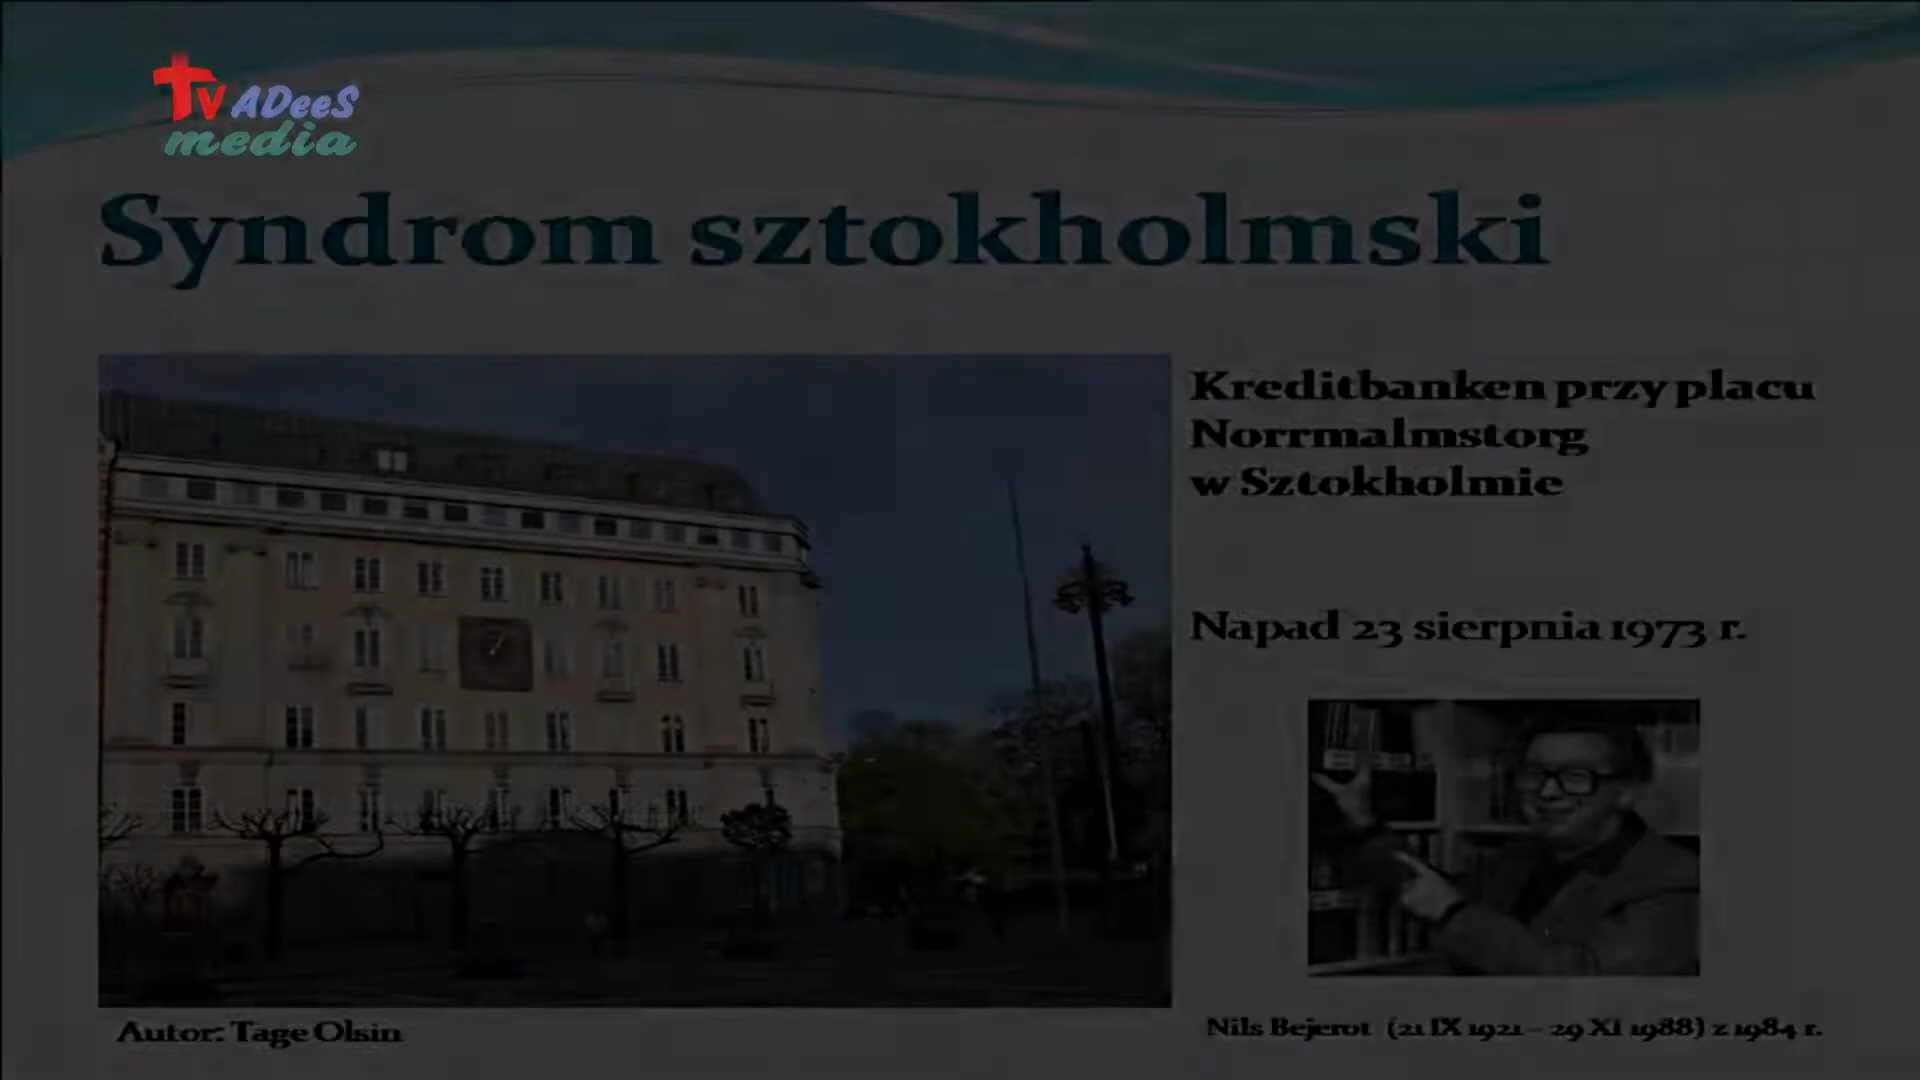 TV ADeeS
media
Syndrom sztokholmski
Kreditbanken przy placu
Norrmalmstorg
w Sztokholmie
Napad 23 sierpnia 1973 r.
Autor: Tage Olsin
Nils Bejerot (21 IX 1921 – 29 XI 1988) z 1984 r.